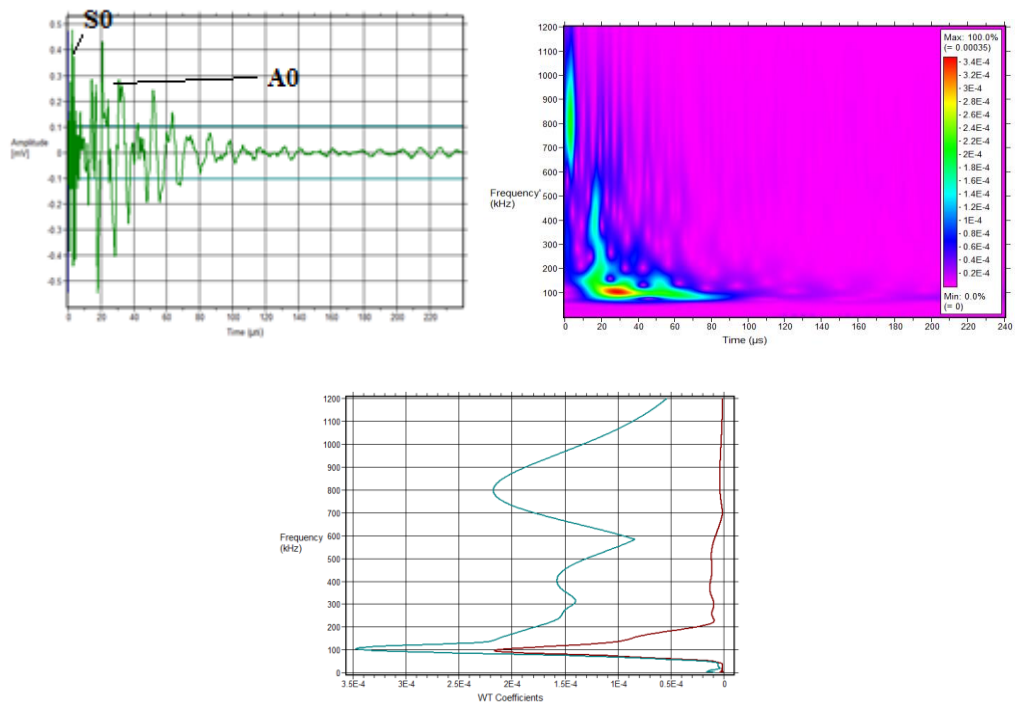 S0
A0
0.5
0.4
0.3
0.2
0.1
0
-0.1
-0.2
-0.3
-0.4
-0.5
Amplitude
[mV]
0 20 40 60 80 100 120 140 160 180 200 220
Time (µs)
1200
1100
1000
900
800
700
600
500
400
300
200
100
Frequency'
(kHz)
0 20 40 60 80 100 120 140 160 180 200 220 240
Time (µs)
Max: 100.0%
(= 0.00035)
3.4E-4
3.2E-4
3E-4
2.8E-4
2.6E-4
2.4E-4
2.2E-4
2E-4
1.8E-4
1.6E-4
1.4E-4
1.2E-4
1E-4
0.8E-4
0.6E-4
0.4E-4
0.2E-4
Min: 0.0%
(= 0)
1200
1100
1000
900
800
700
600
500
400
300
200
100
0
Frequency
(kHz)
3.5E-4 3E-4 2.5E-4 2E-4 1.5E-4 1E-4 0.5E-4 0
WT Coefficients